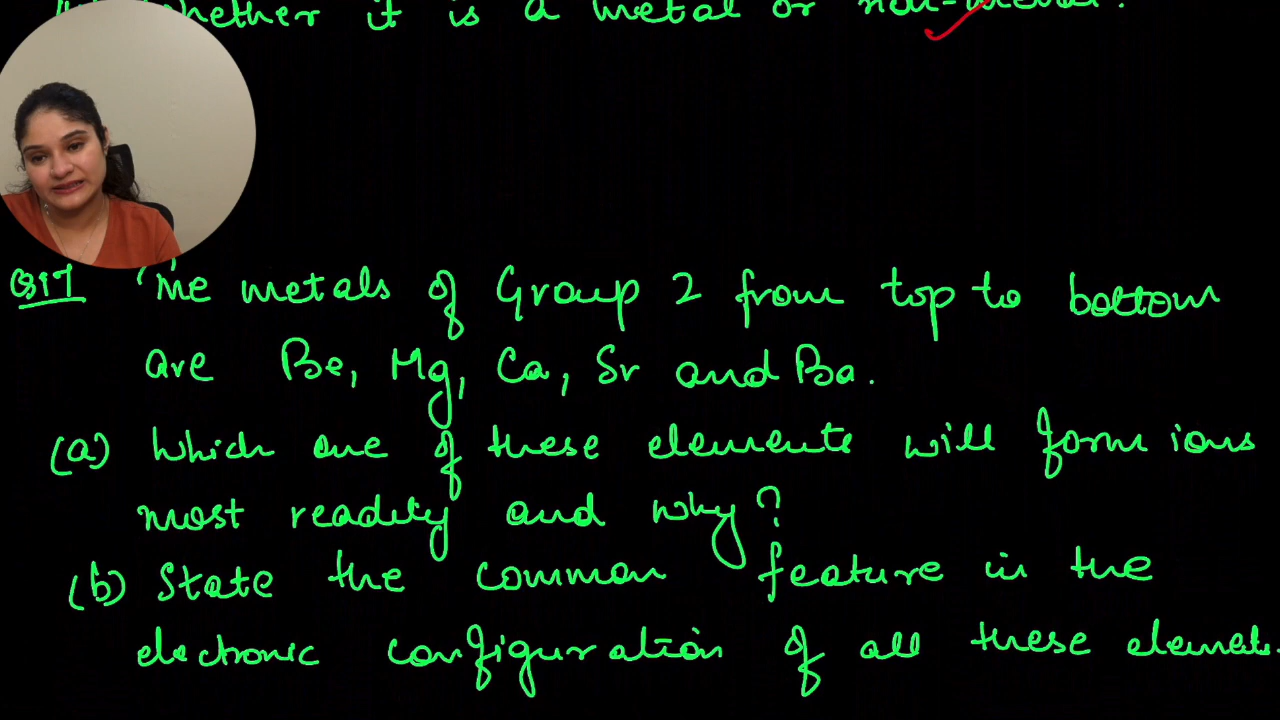 whether it is a metal or non-metal?
Q17 The metals of Group 2 from top to bottom
are Be, Mg, Ca, Sr and Ba.
(a) Which one of these elements will form ions
most readily and why?
(b) State the common feature in the
electronic configuration of all these elements.